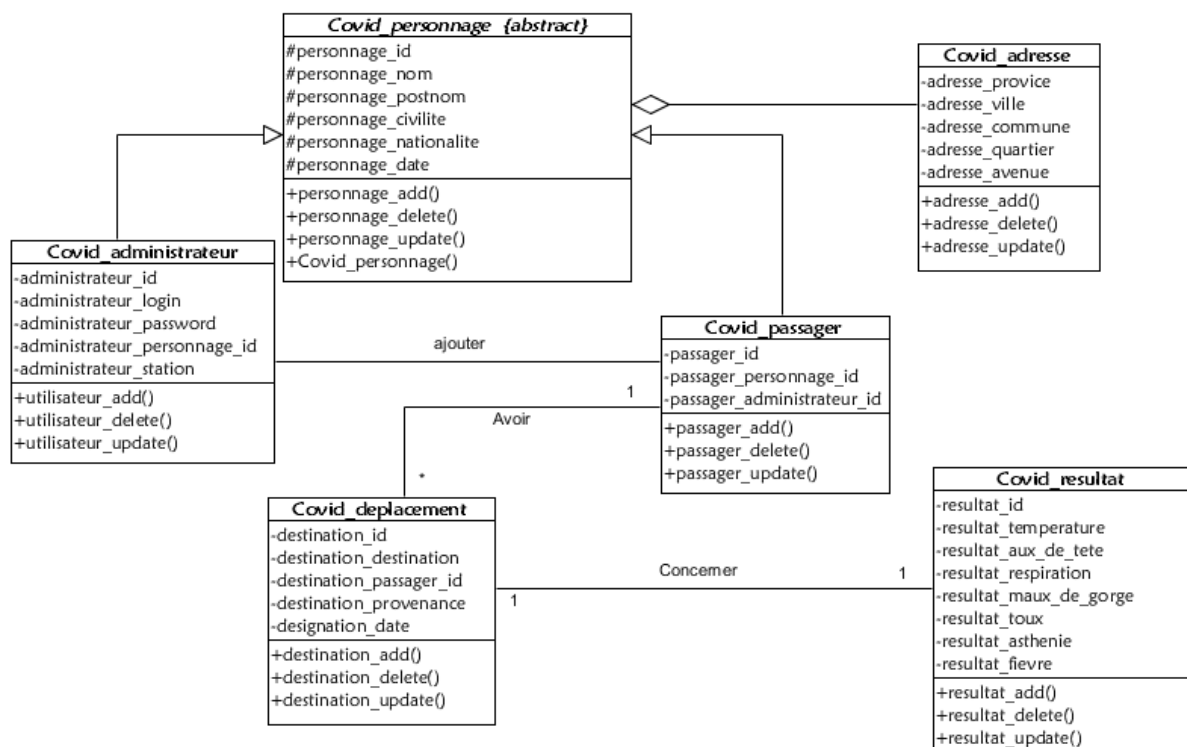 Covid_personnage {abstract}
#personnage_id
#personnage_nom
#personnage_postnom
#personnage_civilite
#personnage_nationalite
#personnage_date
+personnage_add()
+personnage_delete()
+personnage_update()
+Covid_personnage()
Covid_adresse
-adresse_provice
-adresse_ville
-adresse_commune
-adresse_quartier
-adresse_avenue
+adresse_add()
+adresse_delete()
+adresse_update()
Covid_administrateur
-administrateur_id
-administrateur_login
-administrateur_password
-administrateur_personnage_id
-administrateur_station
+utilisateur_add()
+utilisateur_delete()
+utilisateur_update()
ajouter
Covid_passager
-passager_id
-passager_personnage_id
-passager_administrateur_id
+passager_add()
+passager_delete()
+passager_update()
1
Avoir
*
Covid_deplacement
-destination_id
-destination_destination
-destination_passager_id
-destination_provenance
-designation_date
+destination_add()
+destination_delete()
+destination_update()
Concerner
1
1
Covid_resultat
-resultat_id
-resultat_temperature
-resultat_aux_de_tete
-resultat_respiration
-resultat_maux_de_gorge
-resultat_toux
-resultat_asthenie
-resultat_fievre
+resultat_add()
+resultat_delete()
+resultat_update()